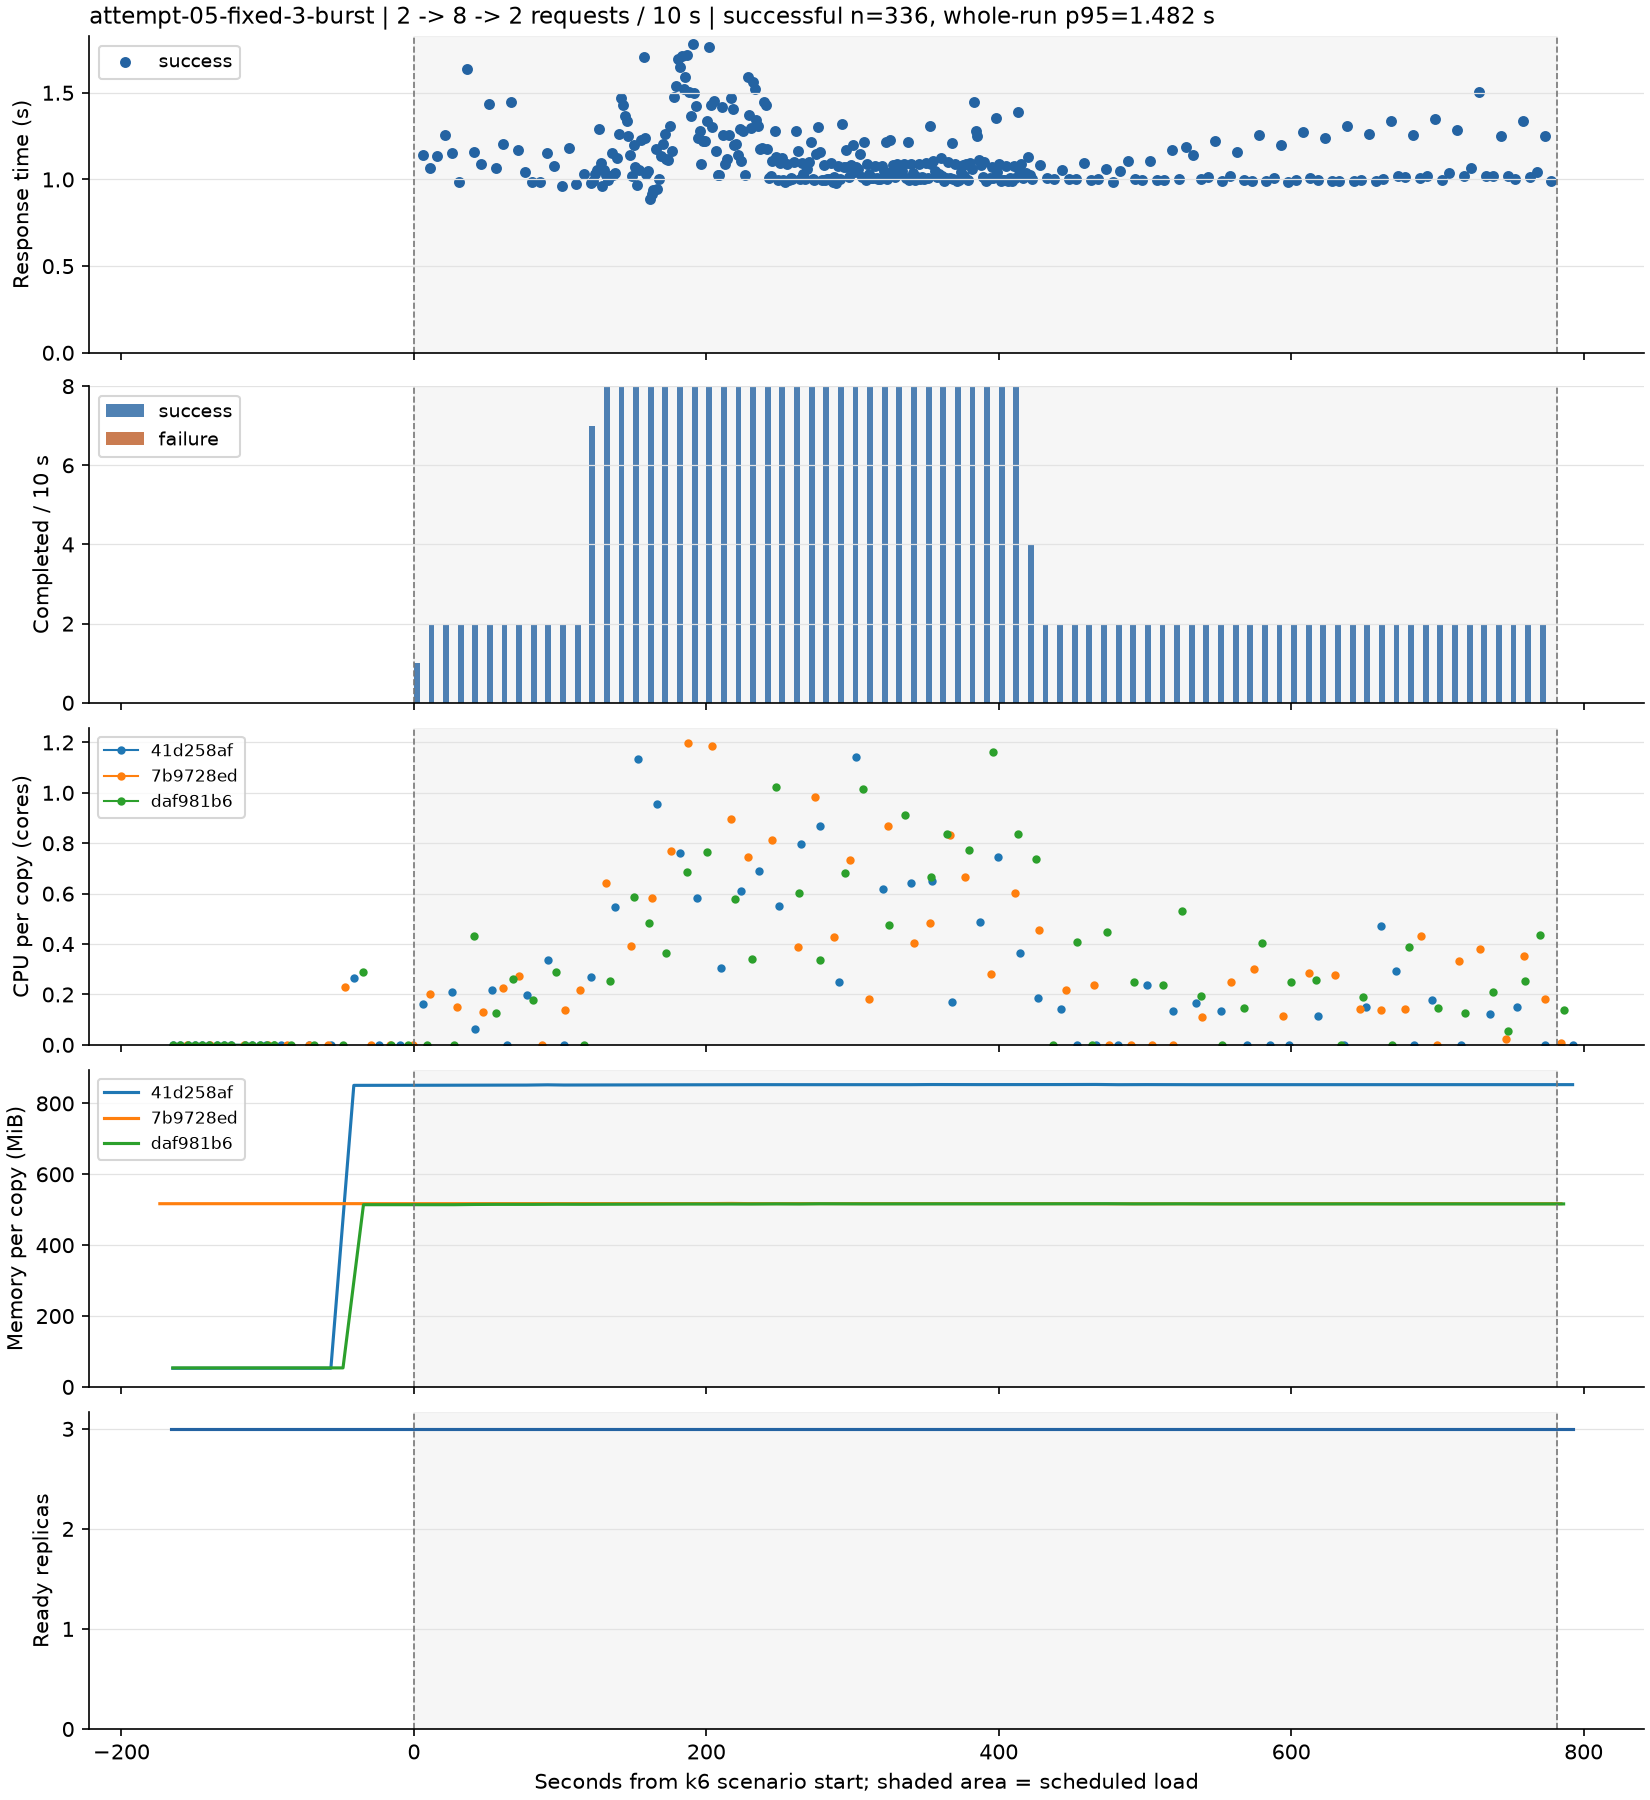 attempt-05-fixed-3-burst | 2 -> 8 -> 2 requests / 10 s | successful n=336, whole-run p95=1.482 s
Response time (s)
1.5
1.0
0.5
0.0
success
Completed / 10 s
8
6
4
2
0
success
failure
CPU per copy (cores)
1.2
1.0
0.8
0.6
0.4
0.2
0.0
41d258af
7b9728ed
daf981b6
Memory per copy (MiB)
800
600
400
200
0
41d258af
7b9728ed
daf981b6
Ready replicas
3
2
1
0
−200 0 200 400 600 800
Seconds from k6 scenario start; shaded area = scheduled load